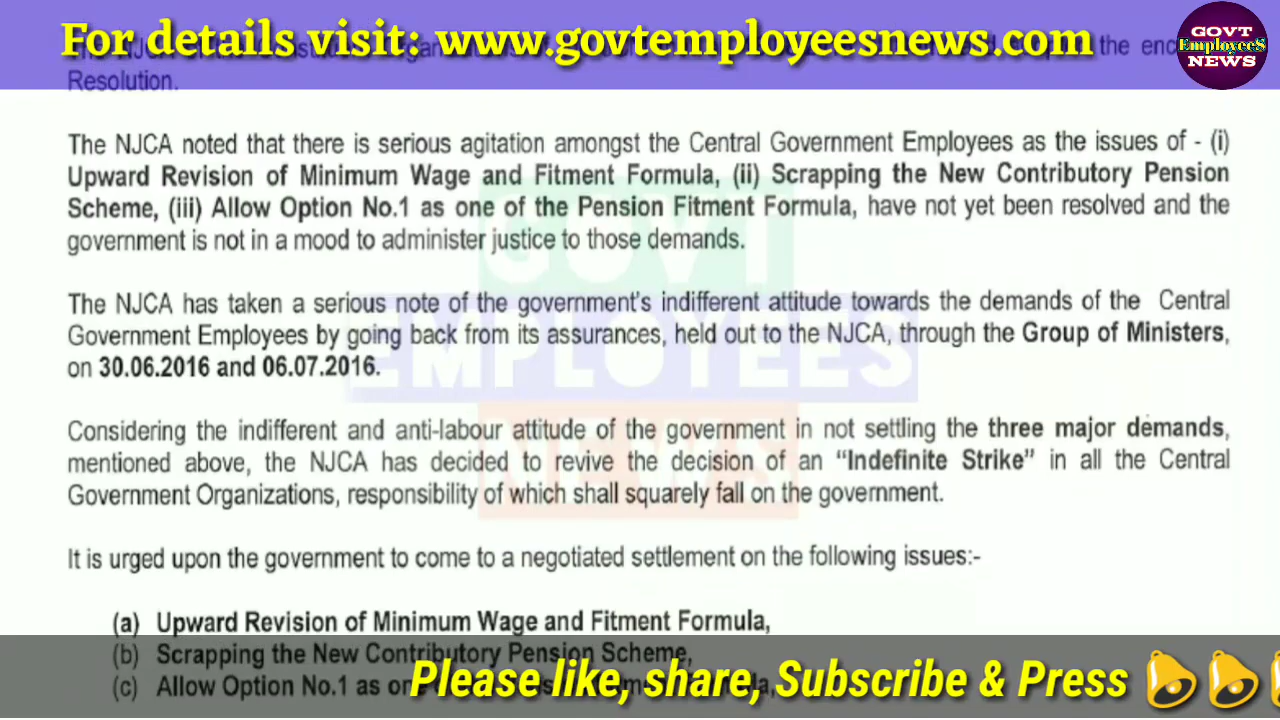 For details visit: www.govtemployeesnews.com
GOVT
EmployeeS
NEWS
the enc
Resolution.
The NJCA noted that there is serious agitation amongst the Central Government Employees as the issues of - (i)
Upward Revision of Minimum Wage and Fitment Formula, (ii) Scrapping the New Contributory Pension
Scheme, (iii) Allow Option No.1 as one of the Pension Fitment Formula, have not yet been resolved and the
government is not in a mood to administer justice to those demands.
The NJCA has taken a serious note of the government's indifferent attitude towards the demands of the Central
Government Employees by going back from its assurances, held out to the NJCA, through the Group of Ministers,
on 30.06.2016 and 06.07.2016.
Considering the indifferent and anti-labour attitude of the government in not settling the three major demands,
mentioned above, the NJCA has decided to revive the decision of an “Indefinite Strike” in all the Central
Government Organizations, responsibility of which shall squarely fall on the government.
It is urged upon the government to come to a negotiated settlement on the following issues:-
(a) Upward Revision of Minimum Wage and Fitment Formula,
(b) Scrapping the New Contributory Pension Scheme,
(c) Allow Option No.1 as
Please like, share, Subscribe & Press
GOVT
EMPLOYEES
NEWS